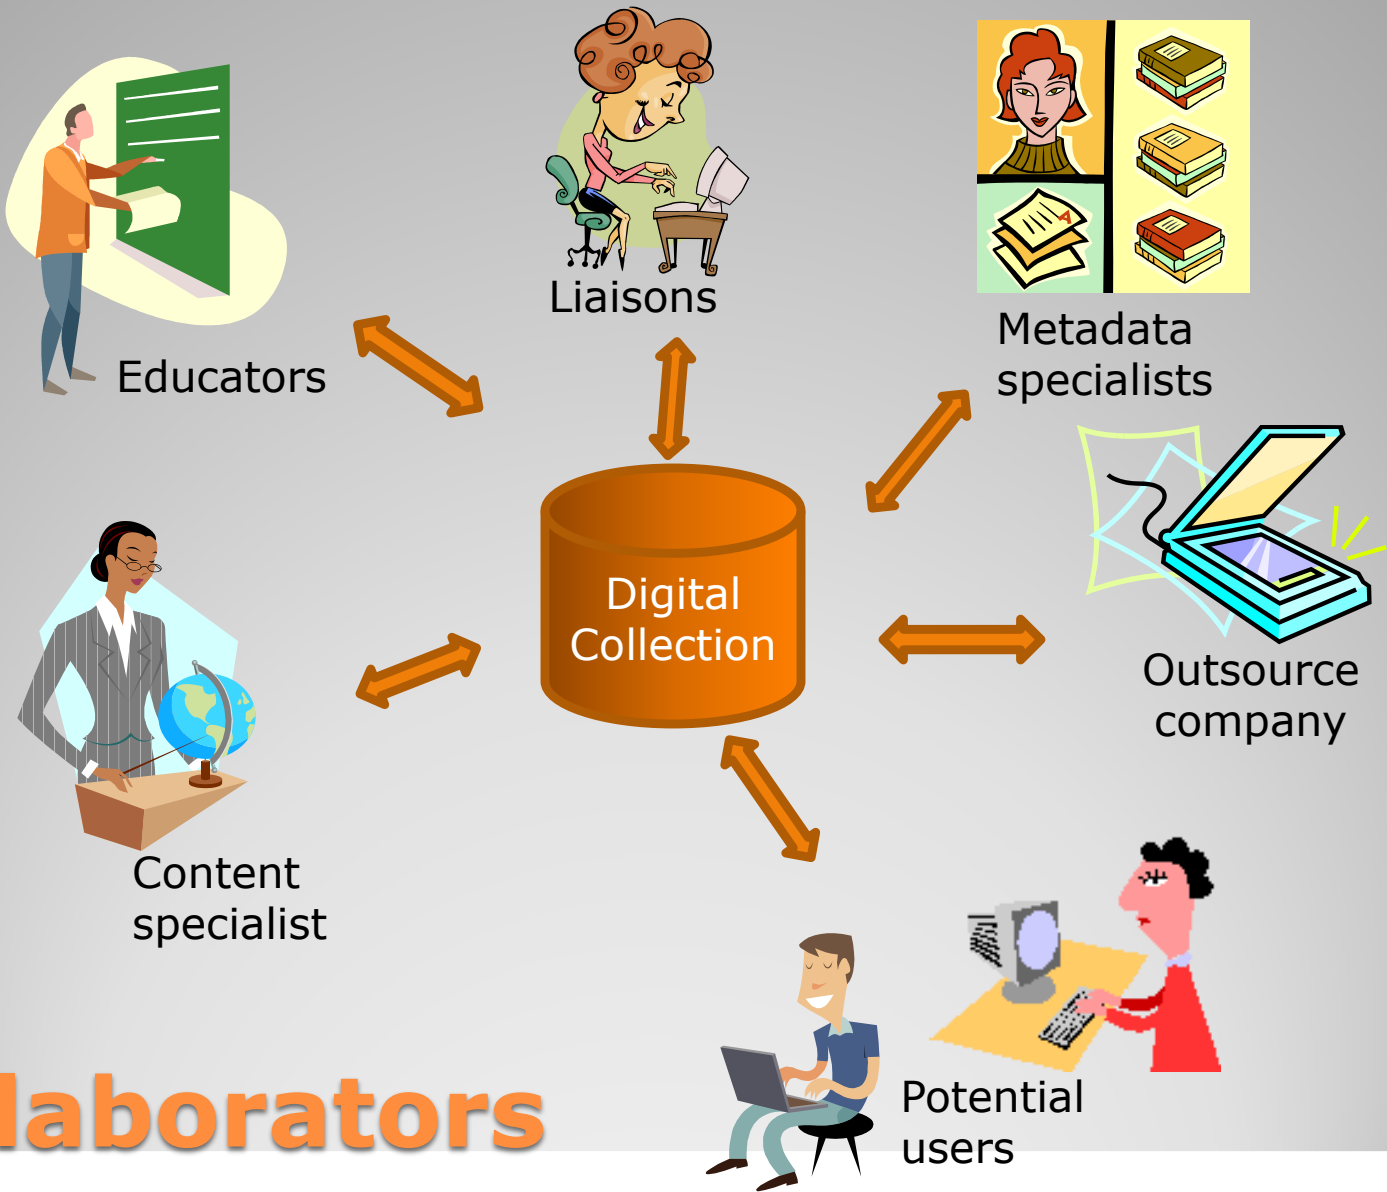 Liaisons
Metadata
specialists
Educators
Digital
Collection
Outsource
company
Content
specialist
laborators
Potential
users
A